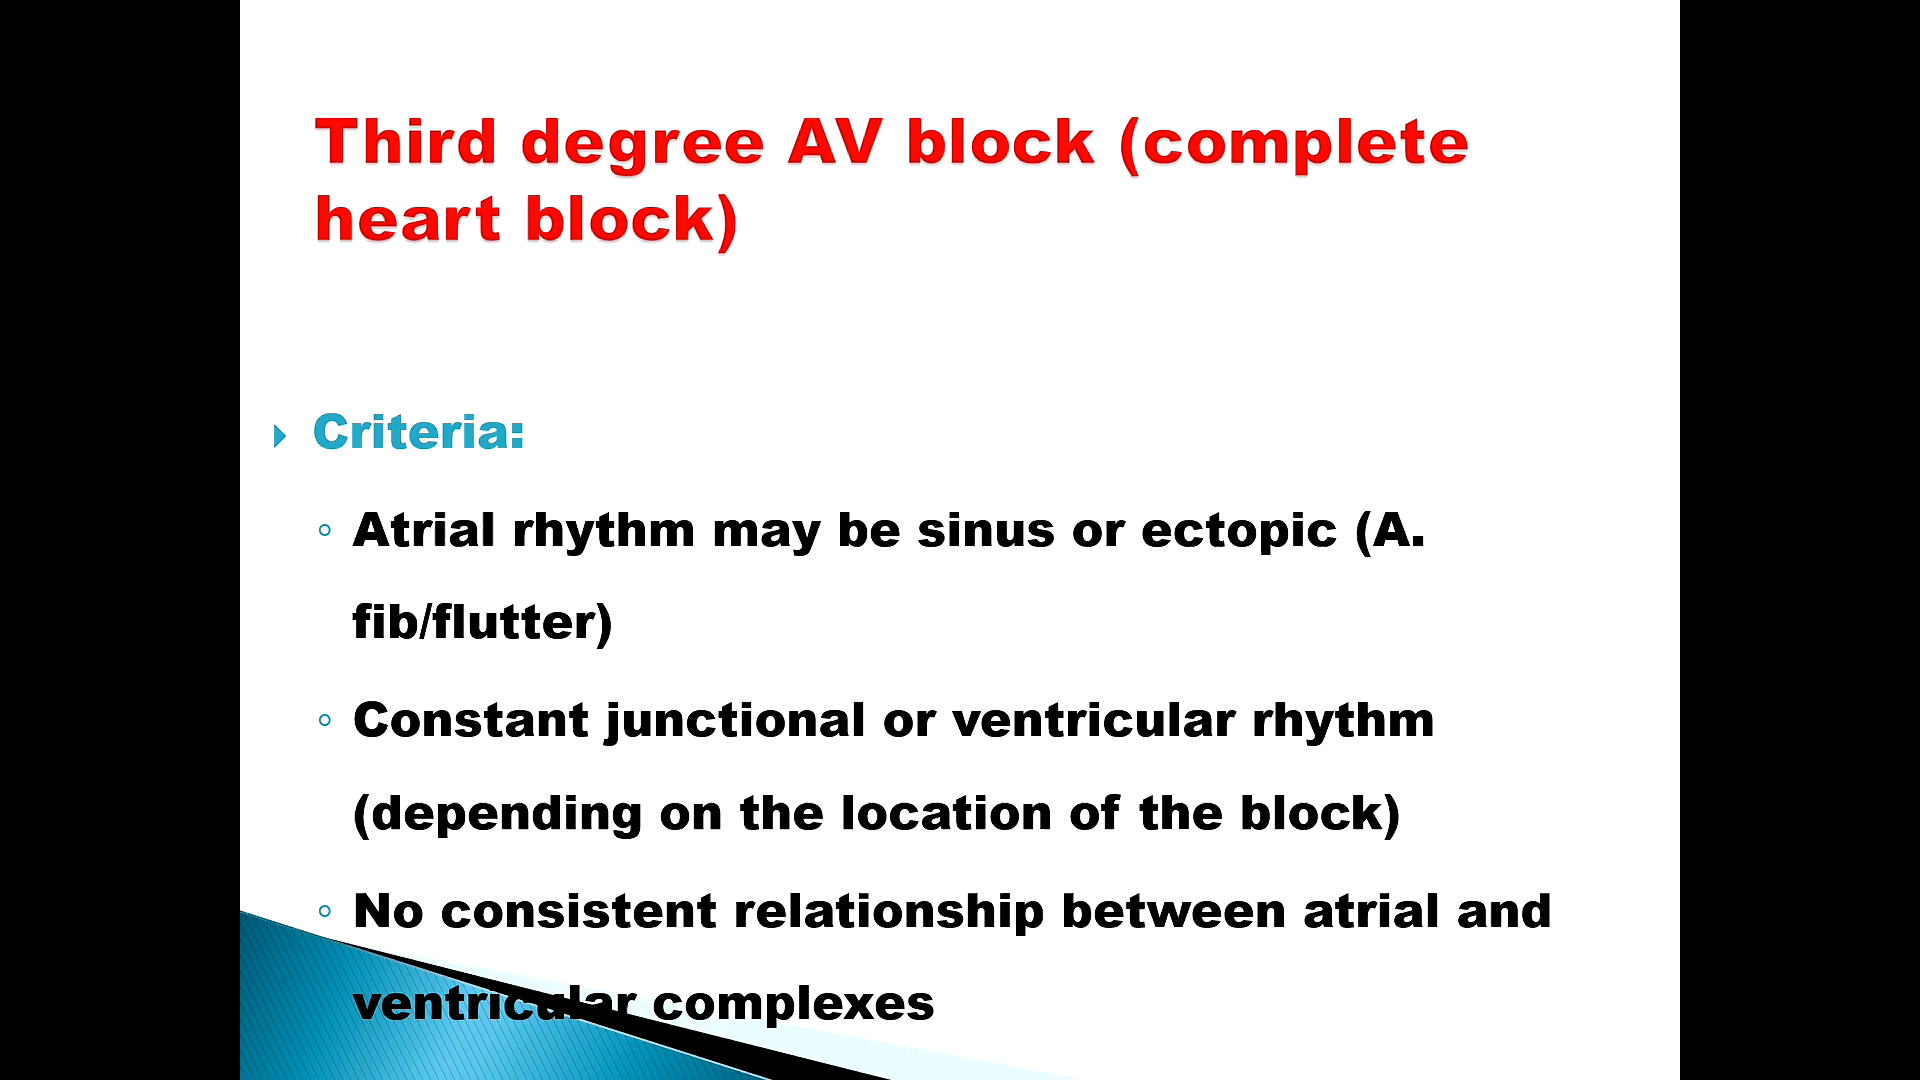 Third degree AV block (complete
heart block)
Criteria:
Atrial rhythm may be sinus or ectopic (A.
fib/flutter)
Constant junctional or ventricular rhythm
(depending on the location of the block)
No consistent relationship between atrial and
ventricular complexes